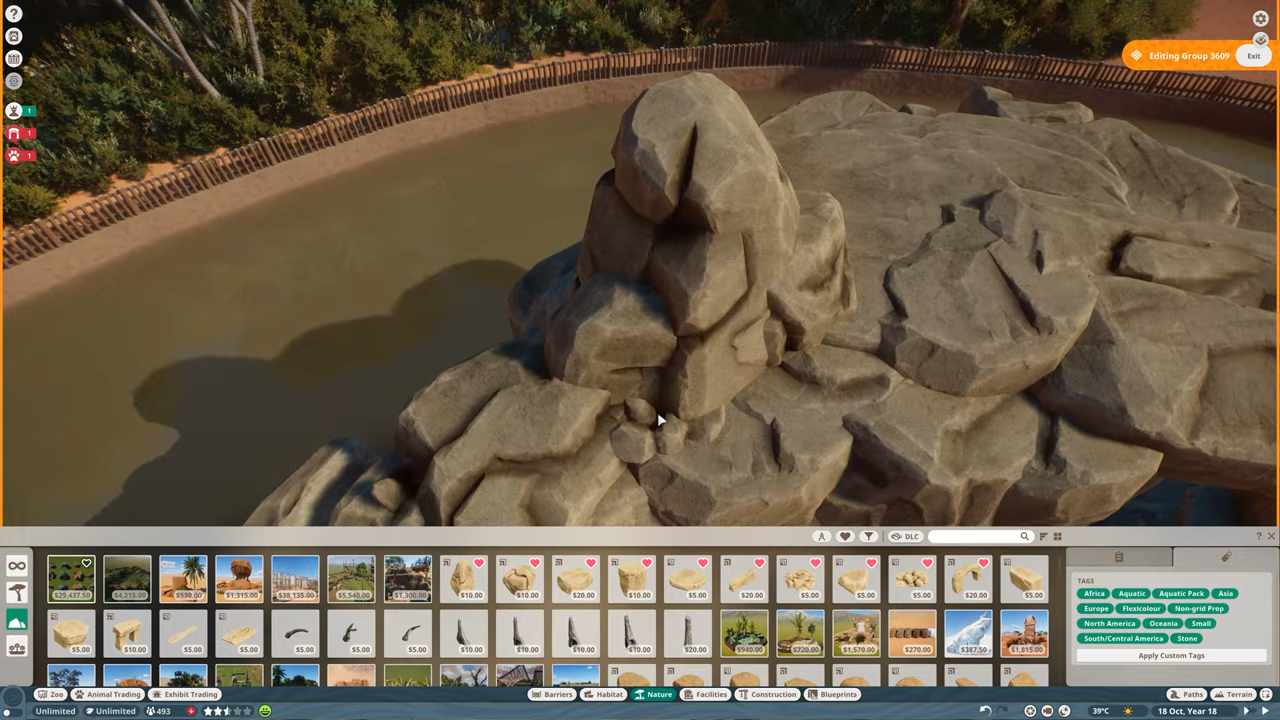 Editing Group 3609
Exit
1
1
1
DLC
$29,437.50 $4,215.00 $530.00 $1,315.00 $38,135.00 $5,540.00 $1,300.00 $10.00 $10.00 $20.00 $10.00 $5.00 $20.00 $5.00 $5.00 $5.00 $20.00 $5.00
$5.00 $10.00 $5.00 $5.00 $5.00 $5.00 $5.00 $5.00 $10.00 $10.00 $10.00 $20.00 $940.00 $720.00 $1,570.00 $270.00 $387.50 $1,815.00
TAGS
Africa Aquatic Aquatic Pack Asia
Europe Flexicolour Non-grid Prop
North America Oceania Small
South/Central America Stone
Apply Custom Tags
Zoo Animal Trading Exhibit Trading Barriers Habitat Nature Facilities Construction Blueprints Paths Terrain
Unlimited Unlimited 493 39°C 18 Oct, Year 18